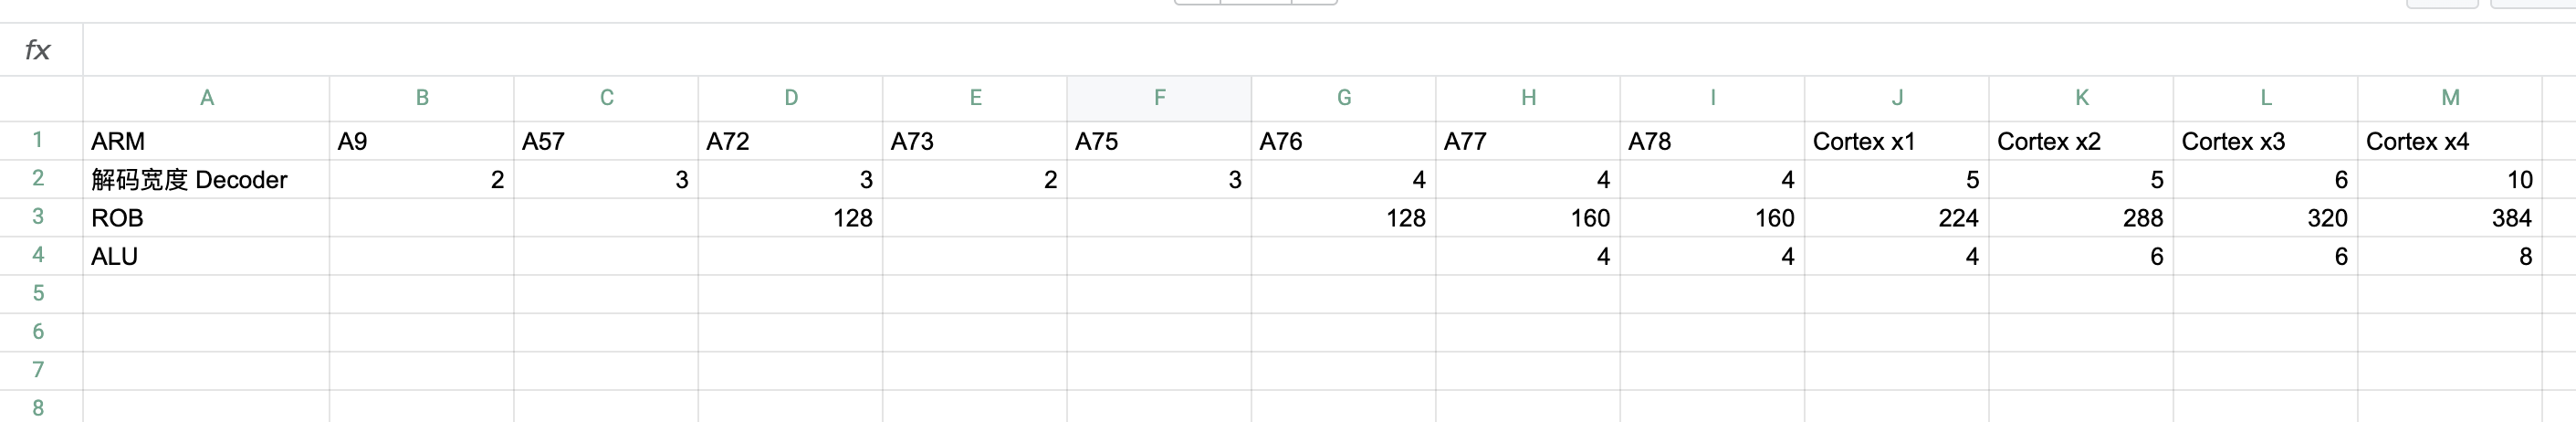 fx
A B C D E F G H I J K L M
1 ARM A9 A57 A72 A73 A75 A76 A77 A78 Cortex x1 Cortex x2 Cortex x3 Cortex x4
2 解码宽度 Decoder 2 3 3 2 3 4 4 4 5 5 6 10
3 ROB 128 128 160 160 224 288 320 384
4 ALU 4 4 4 6 6 8
5
6
7
8